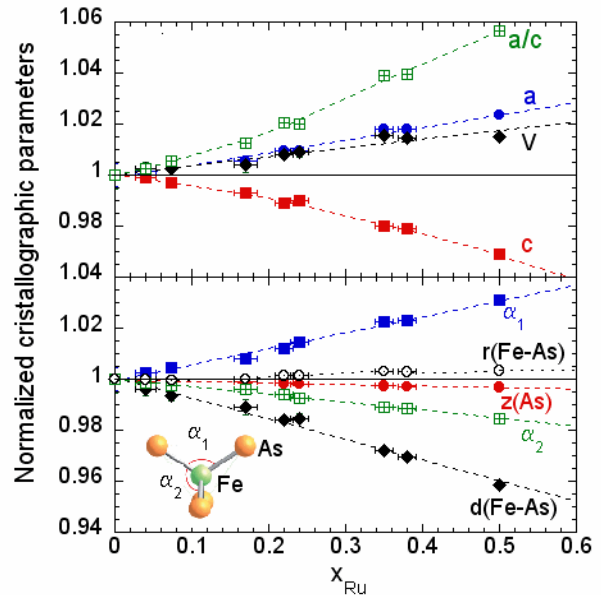 Normalized cristallographic parameters
1.06
1.04
1.02
1
0.98
1.04
1.02
1
0.98
0.96
0.94
a/c
a
V
c
α1
r(Fe-As)
z(As)
α2
d(Fe-As)
α1
As
α2
Fe
0 0.1 0.2 0.3 0.4 0.5 0.6
xRu